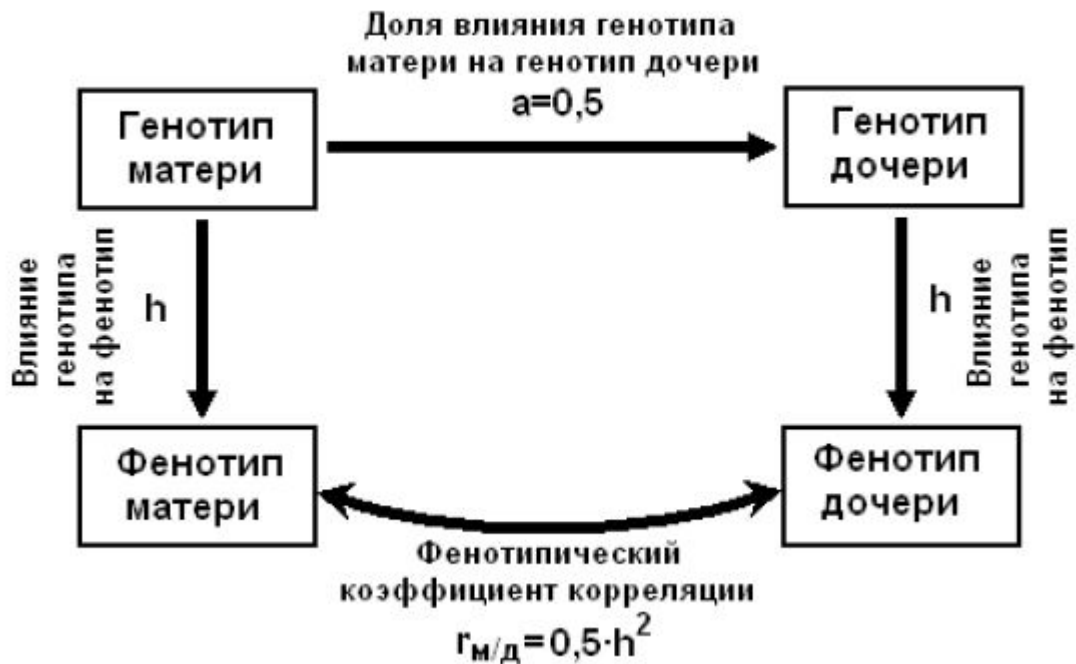 Доля влияния генотипа
матери на генотип дочери
a=0,5
Генотип
матери
Генотип
дочери
Влияние
генотипа
на фенотип
h
h
Влияние
генотипа
на фенотип
Фенотип
матери
Фенотип
дочери
Фенотипический
коэффициент корреляции
rм/д=0,5·h²